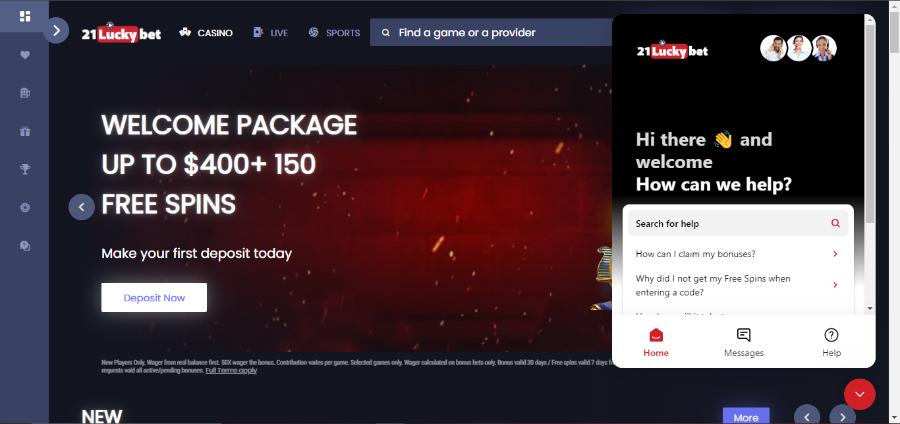 21Luckybet
CASINO
LIVE
SPORTS
Find a game or a provider
WELCOME PACKAGE
UP TO $400+ 150
FREE SPINS
Make your first deposit today
Deposit Now
New Players Only, Wager from real balance first. 50X wager the bonus. Contribution varies per game. Selected games only. Wager calculated on bonus bets only. Bonus valid 30 days / Free spins valid 7 days
requests void all active/pending bonuses. Full Terms apply
NEW
More
21Luckybet
Hi there 👋 and
welcome
How can we help?
Search for help
How can I claim my bonuses?
Why did I not get my Free Spins when
entering a code?
Home
Messages
Help